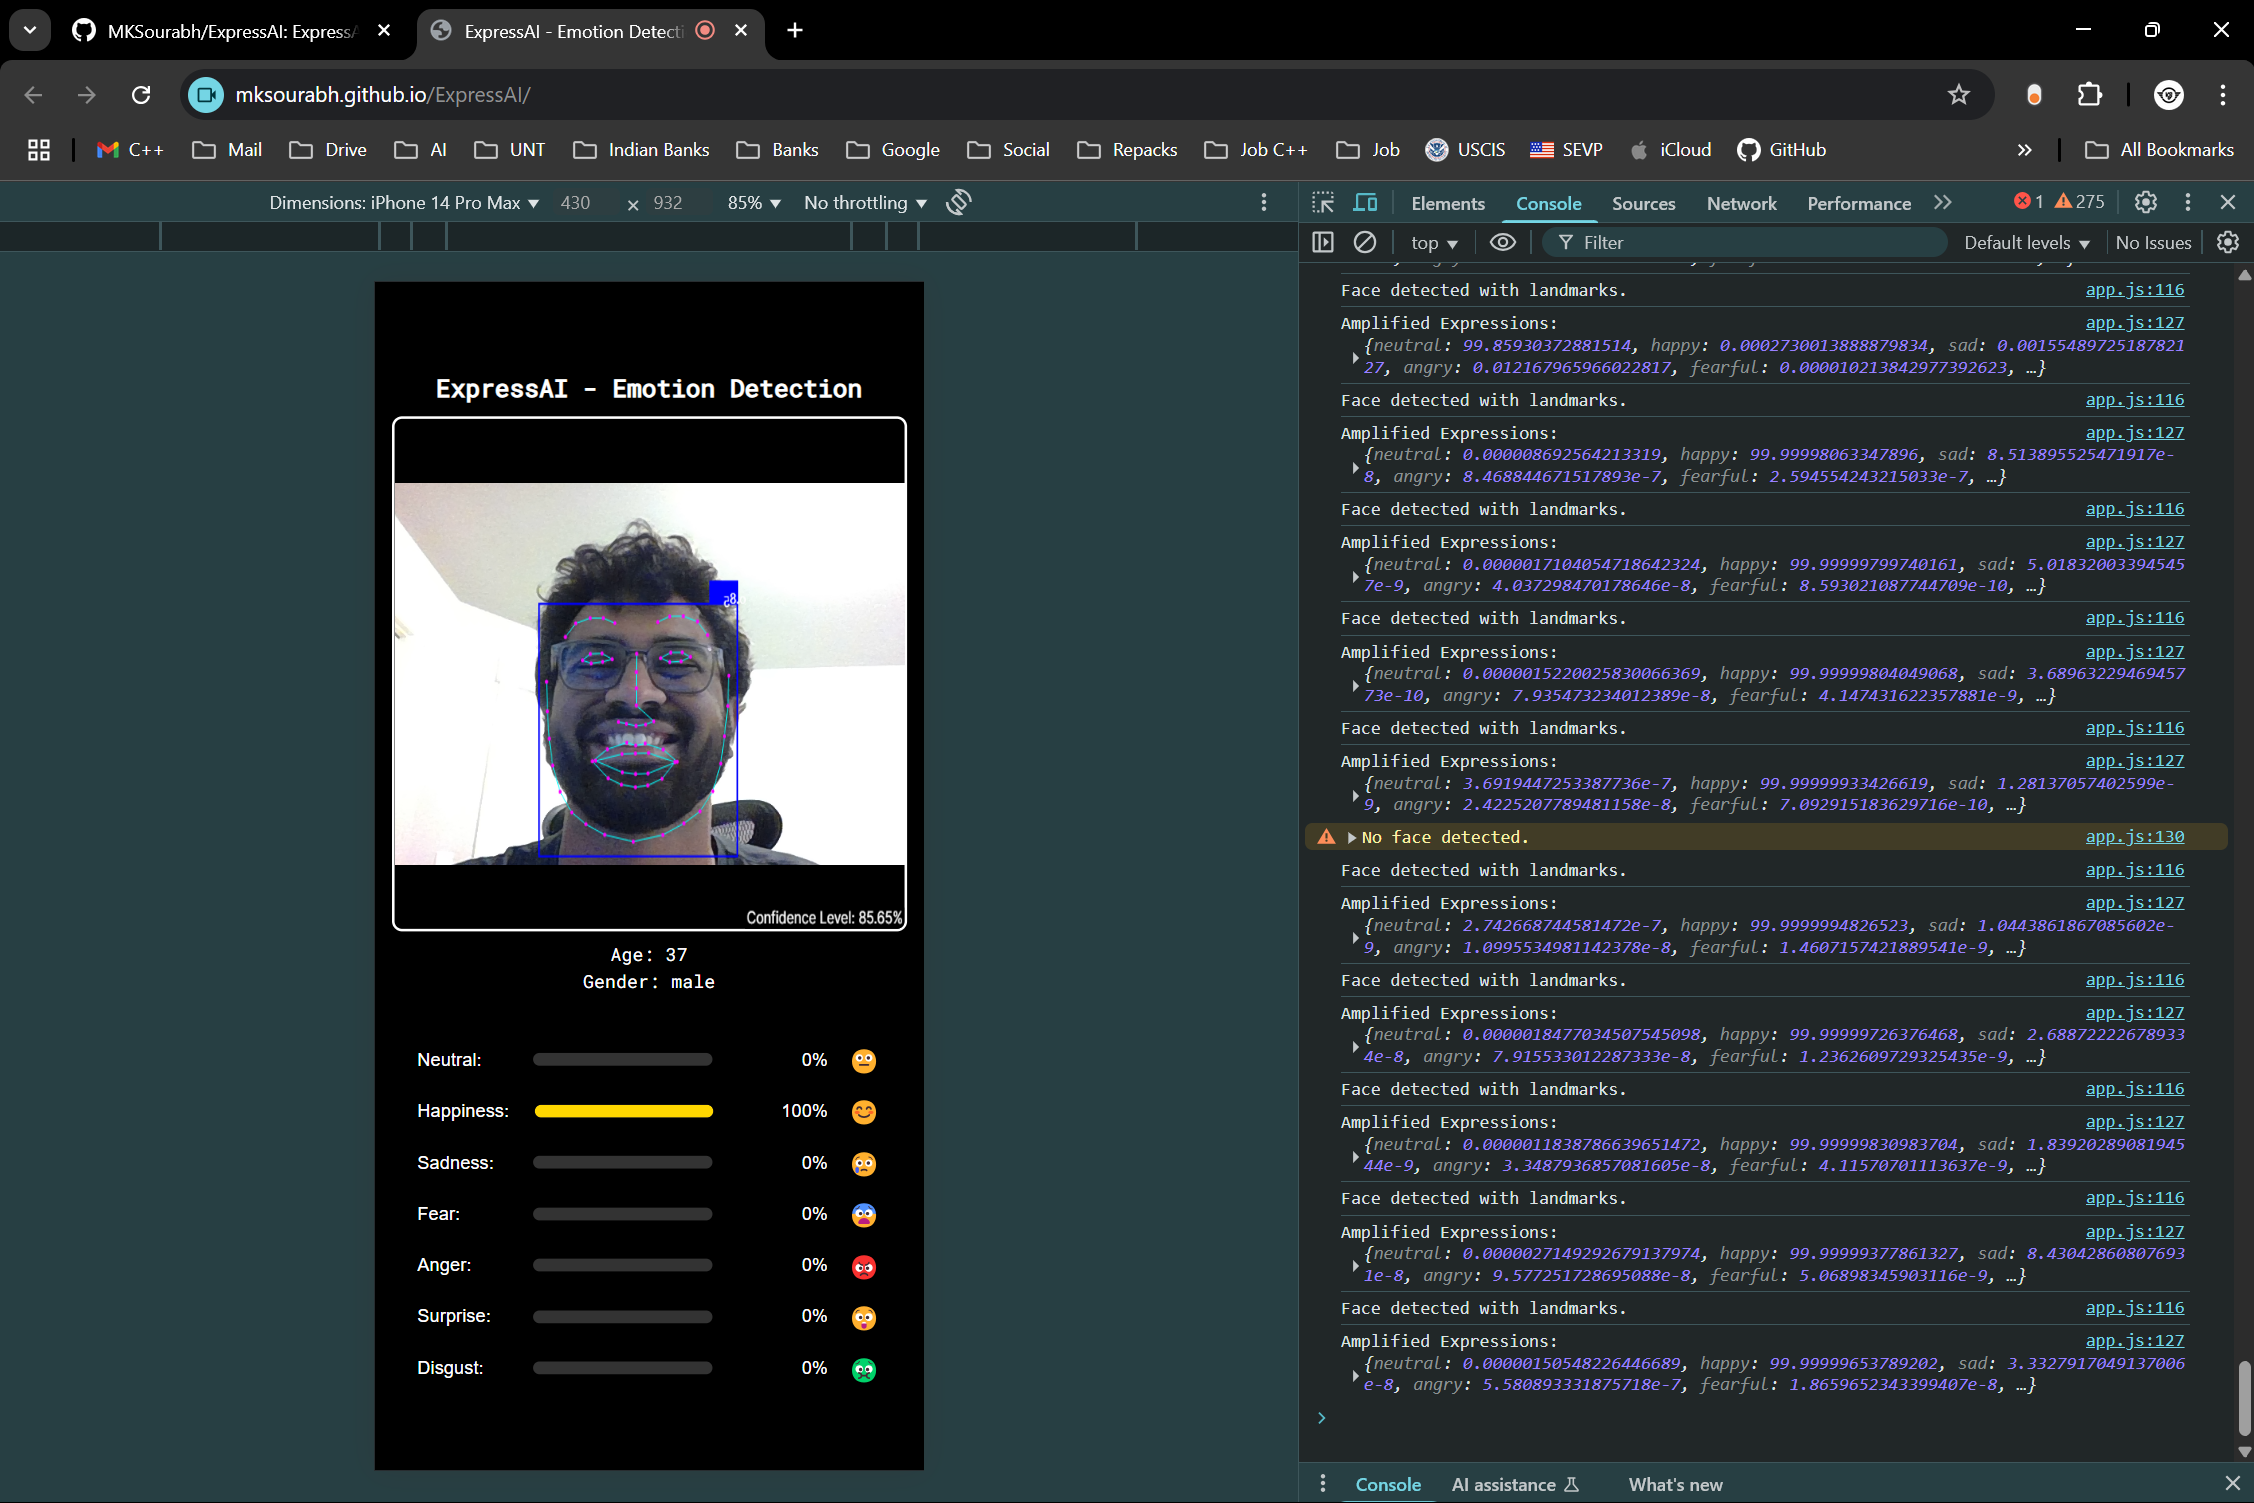 MKSourabh/ExpressAI: ExpressA
ExpressAI - Emotion Detecti
mksourabh.github.io/ExpressAI/
C++ Mail Drive AI UNT Indian Banks Banks Google Social Repacks Job C++ Job USCIS SEVP iCloud GitHub » All Bookmarks
Dimensions: iPhone 14 Pro Max 430 × 932 85% No throttling
ExpressAI - Emotion Detection
Confidence Level: 85.65%
Age: 37
Gender: male
Neutral: 0%
Happiness: 100%
Sadness: 0%
Fear: 0%
Anger: 0%
Surprise: 0%
Disgust: 0%
Elements Console Sources Network Performance » 1 275
top Filter Default levels No Issues
Face detected with landmarks. app.js:116
Amplified Expressions: app.js:127
{neutral: 99.85930372881514, happy: 0.0002730013888879834, sad: 0.00155489725187821
27, angry: 0.012167965966022817, fearful: 0.000010213842977392623, …}
Face detected with landmarks. app.js:116
Amplified Expressions: app.js:127
{neutral: 0.000008692564213319, happy: 99.99998063347896, sad: 8.513895525471917e-
8, angry: 8.468844671517893e-7, fearful: 2.594554243215033e-7, …}
Face detected with landmarks. app.js:116
Amplified Expressions: app.js:127
{neutral: 0.0000017104054718642324, happy: 99.99999799740161, sad: 5.01832003394545
7e-9, angry: 4.037298470178646e-8, fearful: 8.593021087744709e-10, …}
Face detected with landmarks. app.js:116
Amplified Expressions: app.js:127
{neutral: 0.0000015220025830066369, happy: 99.99999804049068, sad: 3.68963229469457
73e-10, angry: 7.935473234012389e-8, fearful: 4.147431622357881e-9, …}
Face detected with landmarks. app.js:116
Amplified Expressions: app.js:127
{neutral: 3.6919447253387736e-7, happy: 99.99999933426619, sad: 1.28137057402599e-
9, angry: 2.4225207789481158e-8, fearful: 7.092915183629716e-10, …}
No face detected. app.js:130
Face detected with landmarks. app.js:116
Amplified Expressions: app.js:127
{neutral: 2.742668744581472e-7, happy: 99.9999994826523, sad: 1.0443861867085602e-
9, angry: 1.0995534981142378e-8, fearful: 1.4607157421889541e-9, …}
Face detected with landmarks. app.js:116
Amplified Expressions: app.js:127
{neutral: 0.0000018477034507545098, happy: 99.99999726376468, sad: 2.68872222678933
4e-8, angry: 7.915533012287333e-8, fearful: 1.2362609729325435e-9, …}
Face detected with landmarks. app.js:116
Amplified Expressions: app.js:127
{neutral: 0.0000011838786639651472, happy: 99.99999830983704, sad: 1.83920289081945
44e-9, angry: 3.3487936857081605e-8, fearful: 4.11570701113637e-9, …}
Face detected with landmarks. app.js:116
Amplified Expressions: app.js:127
{neutral: 0.0000027149292679137974, happy: 99.99999377861327, sad: 8.43042860807693
1e-8, angry: 9.577251728695088e-8, fearful: 5.06898345903116e-9, …}
Face detected with landmarks. app.js:116
Amplified Expressions: app.js:127
{neutral: 0.00000150548226446689, happy: 99.99999653789202, sad: 3.3327917049137006
e-8, angry: 5.580893331875718e-7, fearful: 1.8659652343399407e-8, …}
Console AI assistance What's new